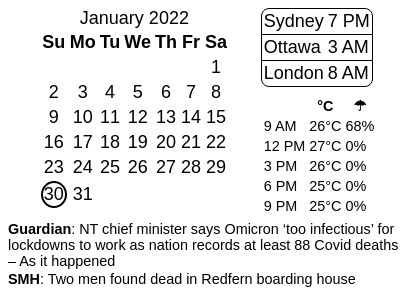 January 2022
Su Mo Tu We Th Fr Sa
1
2 3 4 5 6 7 8
9 10 11 12 13 14 15
16 17 18 19 20 21 22
23 24 25 26 27 28 29
30 31
Sydney 7 PM
Ottawa 3 AM
London 8 AM
°C ☂
9 AM 26°C 68%
12 PM 27°C 0%
3 PM 26°C 0%
6 PM 25°C 0%
9 PM 25°C 0%
Guardian: NT chief minister says Omicron ‘too infectious’ for
lockdowns to work as nation records at least 88 Covid deaths
– As it happened
SMH: Two men found dead in Redfern boarding house